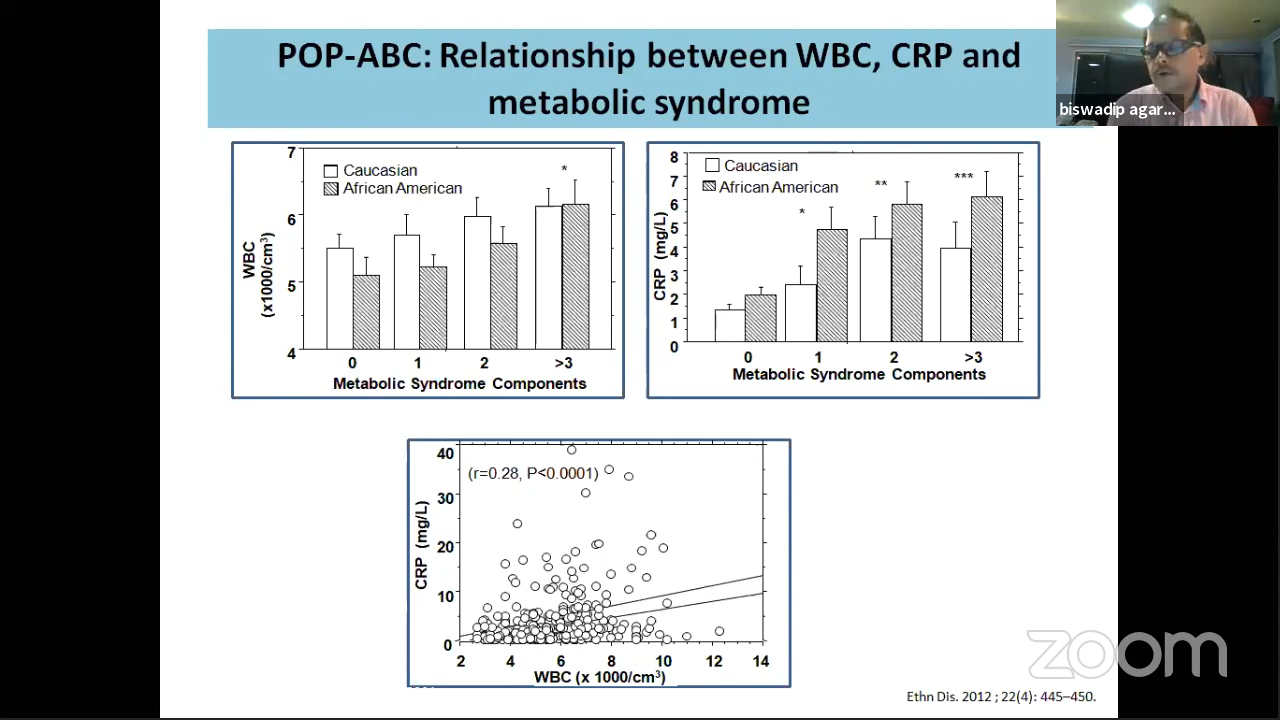 POP-ABC: Relationship between WBC, CRP and
metabolic syndrome
biswadip agar...
7
6
5
4
WBC
(x1000/cm³)
Caucasian
African American
*
0 1 2 >3
Metabolic Syndrome Components
8
7
6
5
4
3
2
1
0
CRP (mg/L)
Caucasian
African American
* ** ***
0 1 2 >3
Metabolic Syndrome Components
40
30
20
10
0
CRP (mg/L)
(r=0.28, P<0.0001)
2 4 6 8 10 12 14
WBC (x 1000/cm³)
zoom
Ethn Dis. 2012 ; 22(4): 445–450.